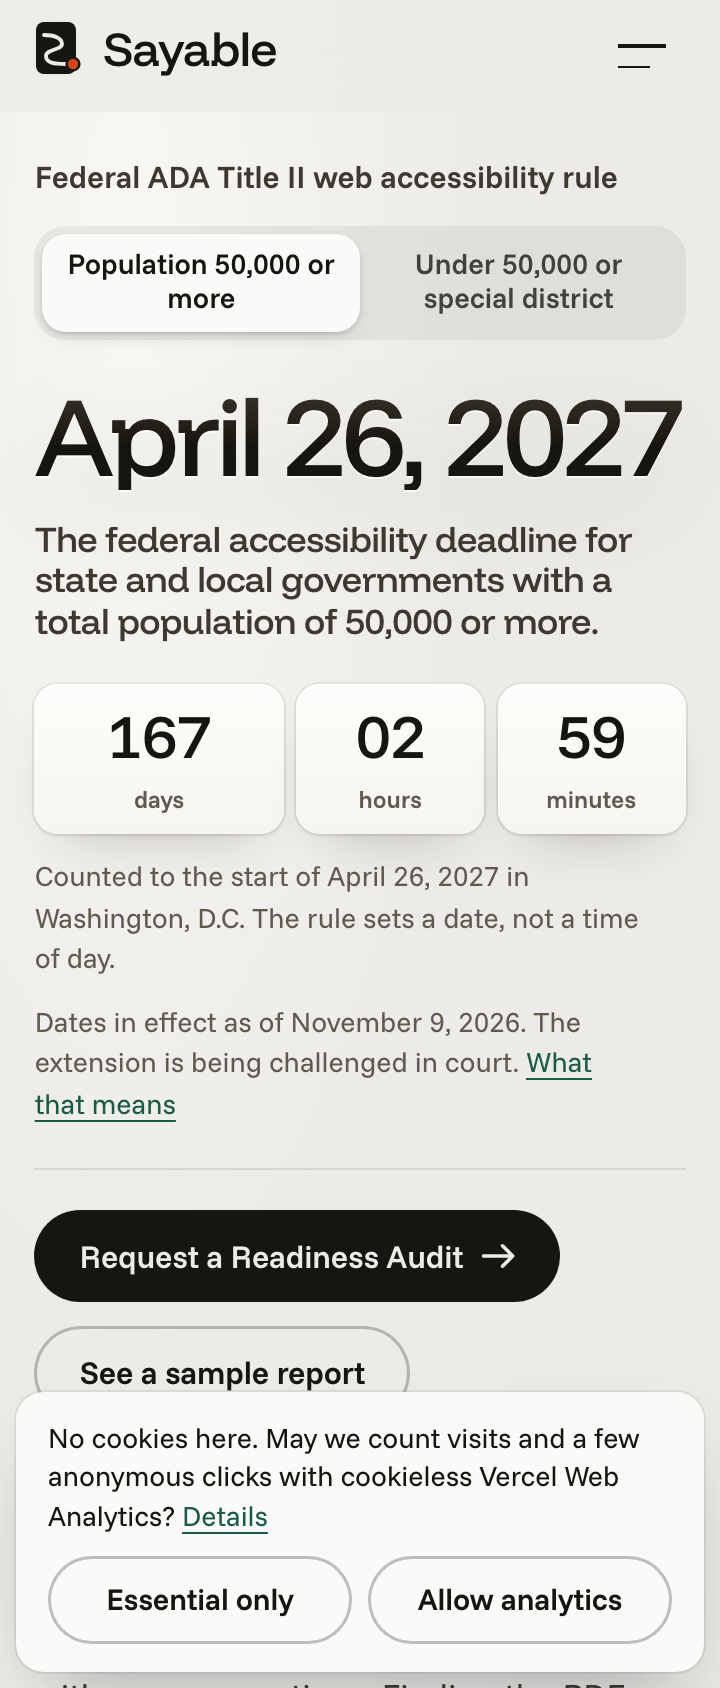 Sayable
Federal ADA Title II web accessibility rule
Population 50,000 or
more
Under 50,000 or
special district
April 26, 2027
The federal accessibility deadline for
state and local governments with a
total population of 50,000 or more.
167
days
02
hours
59
minutes
Counted to the start of April 26, 2027 in
Washington, D.C. The rule sets a date, not a time
of day.
Dates in effect as of November 9, 2026. The
extension is being challenged in court. What
that means
Request a Readiness Audit →
See a sample report
No cookies here. May we count visits and a few
anonymous clicks with cookieless Vercel Web
Analytics? Details
Essential only
Allow analytics